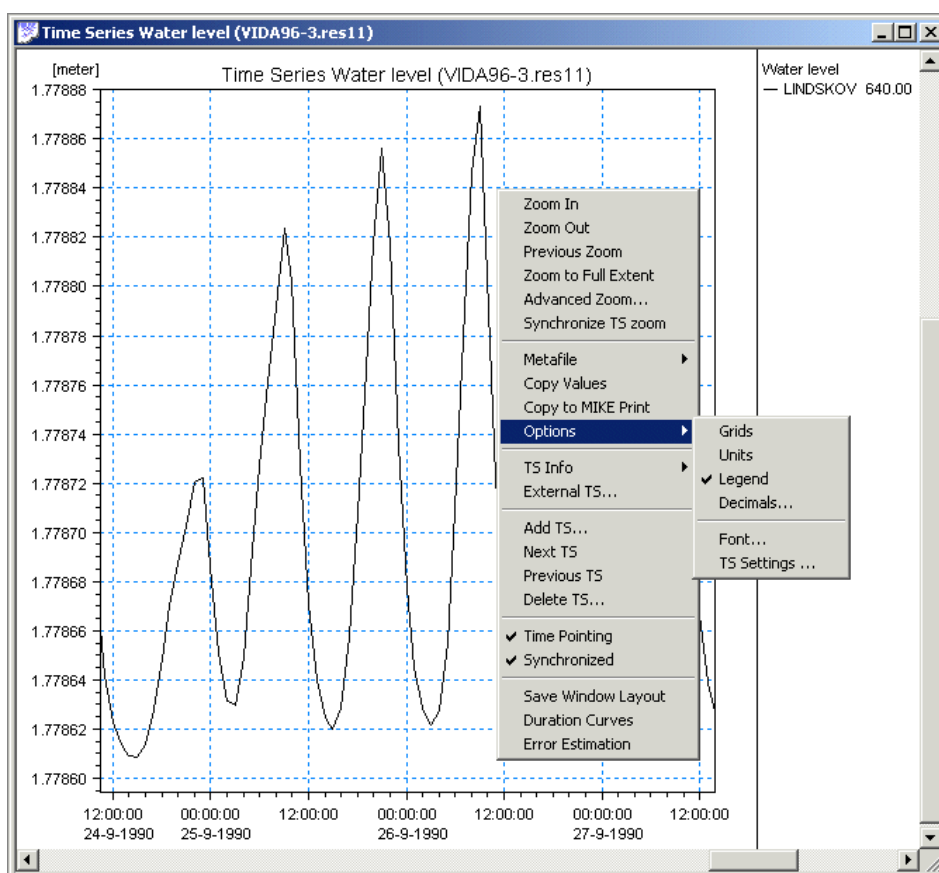 Time Series Water level (VIDA96-3.res11)
[meter]
Time Series Water level (VIDA96-3.res11)
Water level
LINDSKOV 640.00
1.77888
1.77886
1.77884
1.77882
1.77880
1.77878
1.77876
1.77874
1.77872
1.77870
1.77868
1.77866
1.77864
1.77862
1.77860
12:00:00 00:00:00 12:00:00 00:00:00 12:00:00 00:00:00 12:00:00
24-9-1990 25-9-1990 26-9-1990 27-9-1990
Zoom In
Zoom Out
Previous Zoom
Zoom to Full Extent
Advanced Zoom...
Synchronize TS zoom
Metafile
Copy Values
Copy to MIKE Print
Options
TS Info
External TS...
Add TS...
Next TS
Previous TS
Delete TS...
Time Pointing
Synchronized
Save Window Layout
Duration Curves
Error Estimation
Grids
Units
Legend
Decimals...
Font...
TS Settings ...